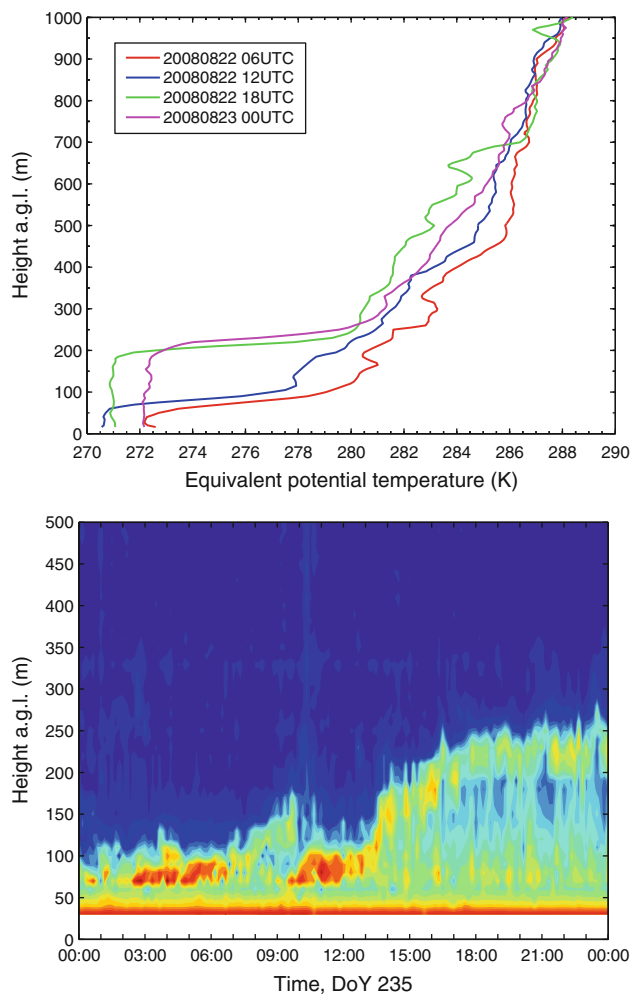 1000
900
800
700
600
500
400
300
200
100
0
Height a.g.l. (m)
20080822 06UTC
20080822 12UTC
20080822 18UTC
20080823 00UTC
270 272 274 276 278 280 282 284 286 288 290
Equivalent potential temperature (K)
500
450
400
350
300
250
200
150
100
50
0
Height a.g.l. (m)
00:00 03:00 06:00 09:00 12:00 15:00 18:00 21:00 00:00
Time, DoY 235